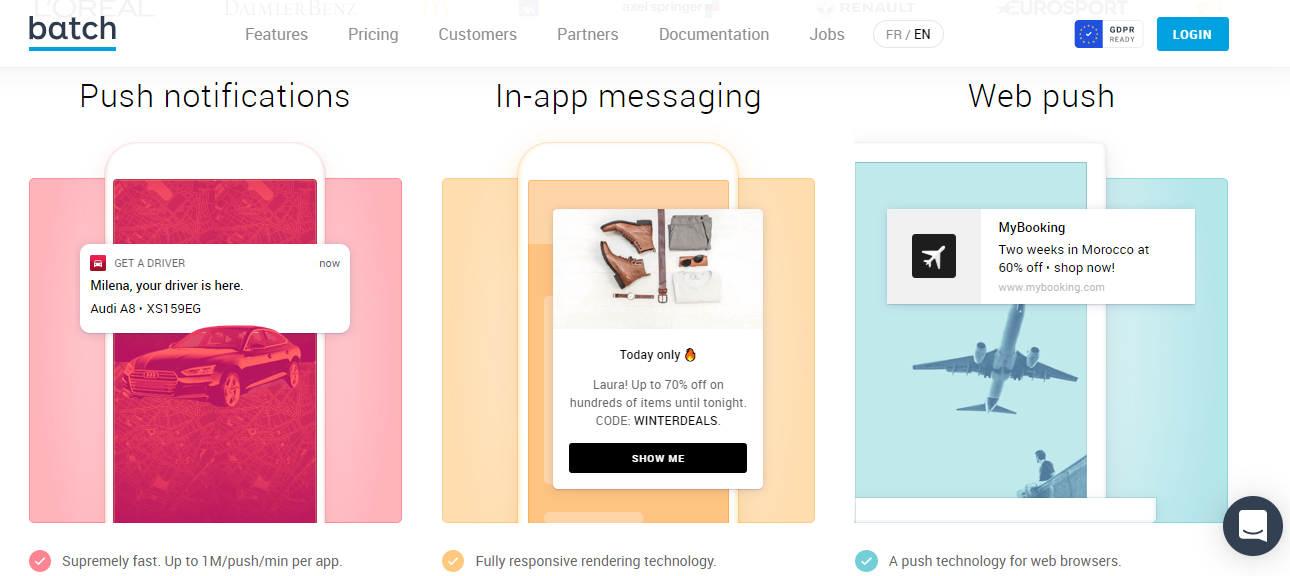 L'ORÉAL DAIMLERBENZ axel springer RENAULT EUROSPORT
batch
Features Pricing Customers Partners Documentation Jobs FR / EN
GDPR
READY
LOGIN
Push notifications
In-app messaging
Web push
GET A DRIVER now
Milena, your driver is here.
Audi A8 • XS159EG
Today only
Laura! Up to 70% off on
hundreds of items until tonight.
CODE: WINTERDEALS.
SHOW ME
MyBooking
Two weeks in Morocco at
60% off • shop now!
www.mybooking.com
Supremely fast. Up to 1M/push/min per app.
Fully responsive rendering technology.
A push technology for web browsers.